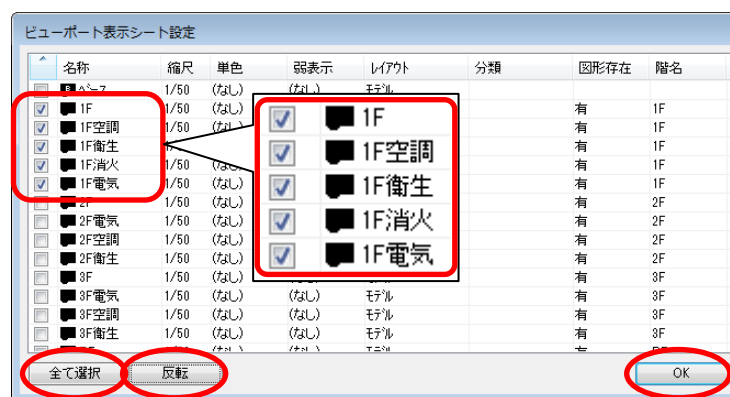 ビューポート表示シート設定
名称 縮尺 単色 弱表示 レイアウト 分類 図形存在 階名
B ベース 1/50 (なし) (なし) モデル
1F 1/50 (なし) 有 1F
1F空調 1/50 (なし) 有 1F
1F衛生 有 1F
1F消火 1/50 (なし) 有 1F
1F電気 1/50 (なし) 有 1F
2F 1/50 (なし) 有 2F
2F電気 1/50 (なし) 有 2F
2F空調 1/50 (なし) 有 2F
2F衛生 1/50 (なし) 有 2F
3F 1/50 (なし) 有 3F
3F電気 1/50 (なし) (なし) モデル 有 3F
3F空調 1/50 (なし) (なし) モデル 有 3F
3F衛生 1/50 (なし) (なし) モデル 有 3F
1F
1F空調
1F衛生
1F消火
1F電気
全て選択 反転 OK